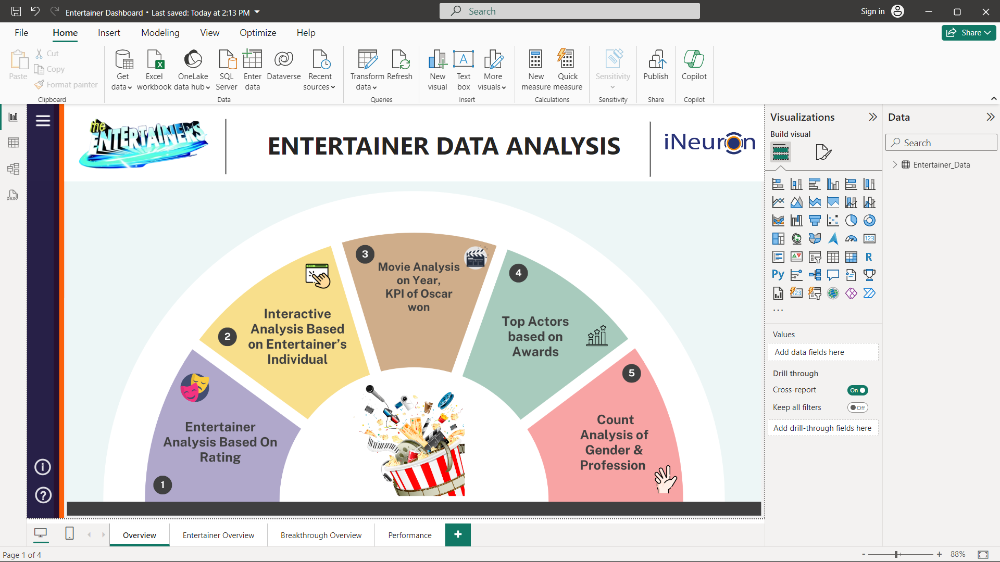 Entertainer Dashboard • Last saved: Today at 2:13 PM
Search
Sign in
File
Home
Insert
Modeling
View
Optimize
Help
Share
Paste
Cut
Copy
Format painter
Clipboard
Get data
Excel workbook
OneLake data hub
SQL Server
Enter data
Dataverse
Recent sources
Data
Transform data
Refresh
Queries
New visual
Text box
More visuals
Insert
New measure
Quick measure
Calculations
Sensitivity
Sensitivity
Publish
Share
Copilot
Copilot
DAX
the
ENTERTAINERS
ENTERTAINER DATA ANALYSIS
iNeuron
1
Entertainer
Analysis Based On
Rating
2
Interactive
Analysis Based
on Entertainer’s
Individual
3
Movie Analysis
on Year,
KPI of Oscar
won
4
Top Actors
based on
Awards
5
Count
Analysis of
Gender &
Profession
Visualizations
Build visual
123
R
Py
123
...
Values
Add data fields here
Drill through
Cross-report
On
Keep all filters
Off
Add drill-through fields here
Data
Search
Entertainer_Data
Overview
Entertainer Overview
Breakthrough Overview
Performance
+
Page 1 of 4
- + 88%